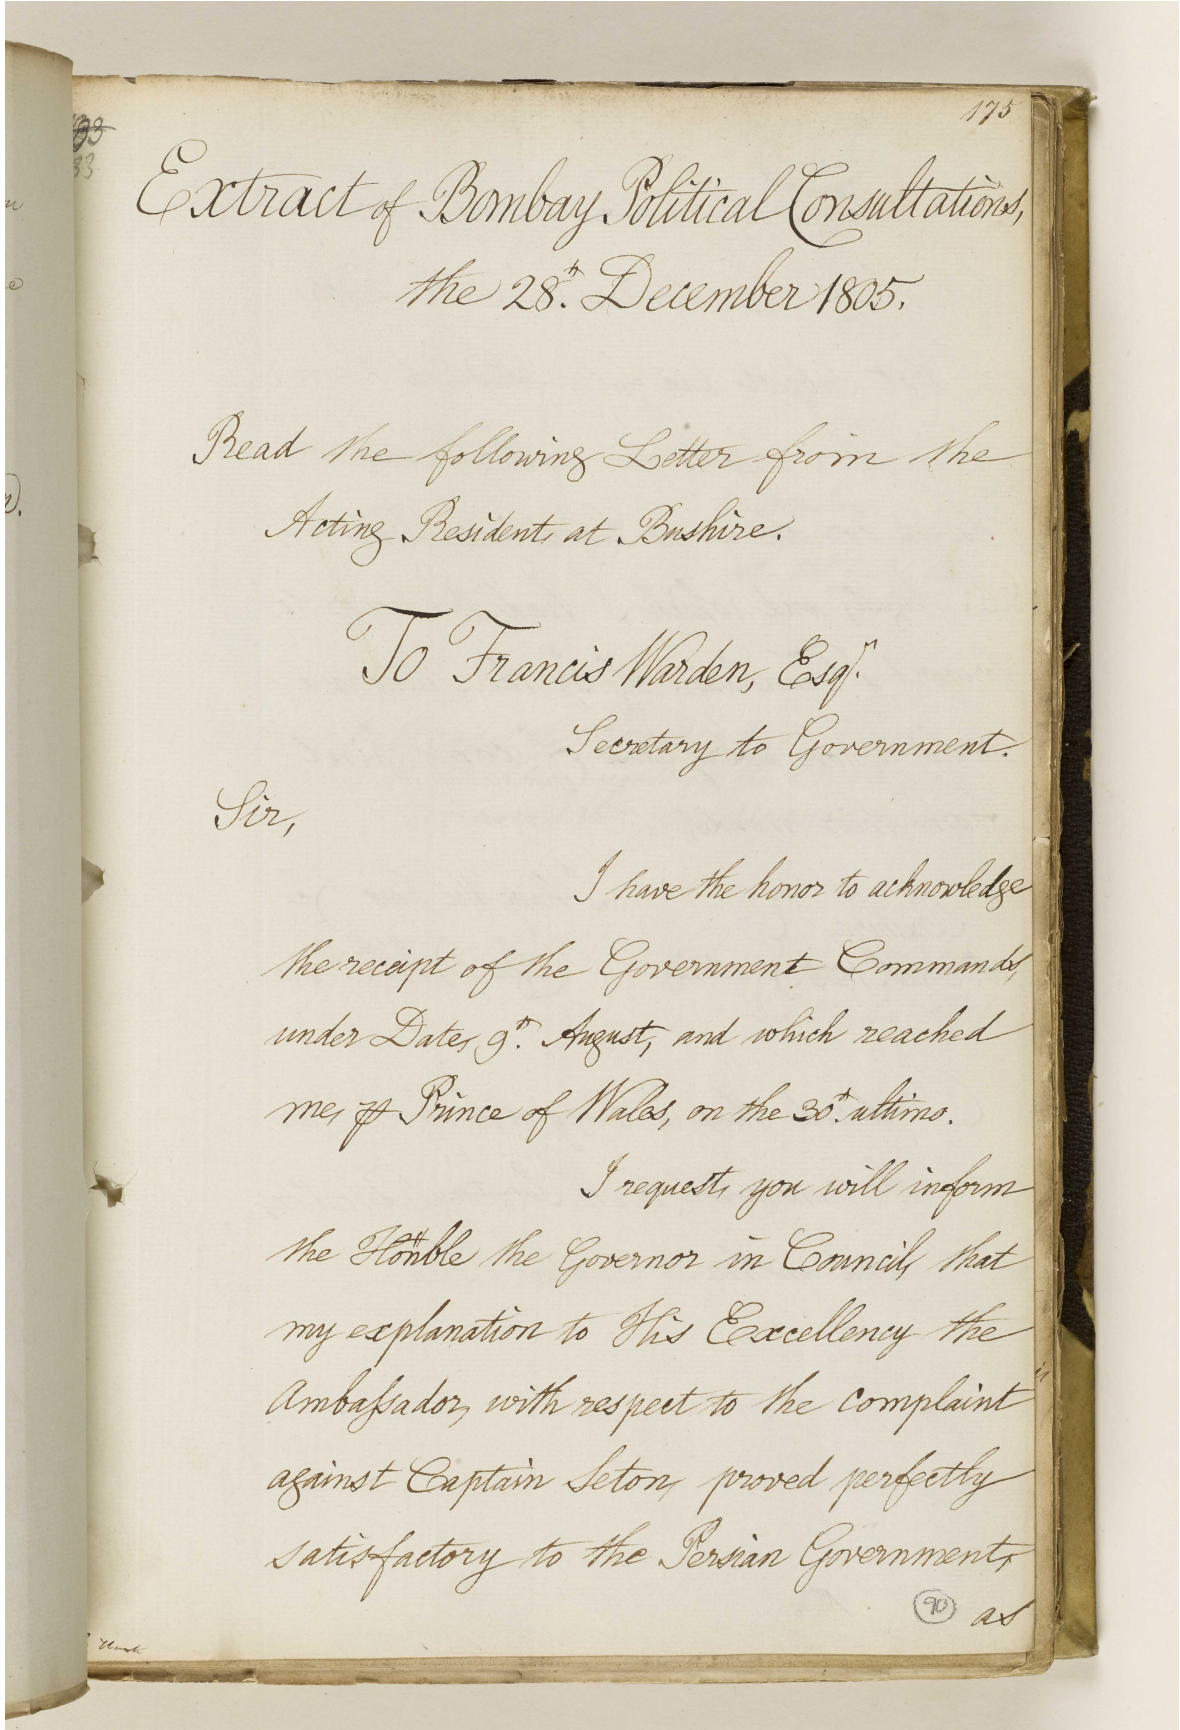 175
33
33
Extract of Bombay Political Consultations,
the 28th. December 1805.
Read the following Letter from the
Acting Resident, at Bushire.
To Francis Warden, Esqr.
Secretary to Government.
Sir,
I have the honor to acknowledge
the receipt of the Government Commands,
under Date, 9th. August, and which reached
me, ⅌ Prince of Wales, on the 30th. ultimo.
I request, you will inform
the Honble the Governor in Council, that
my explanation to His Excellency the
Ambaſsador, with respect to the complaint
against Captain Seton, proved perfectly
satisfactory to the Persian Government,
90
as